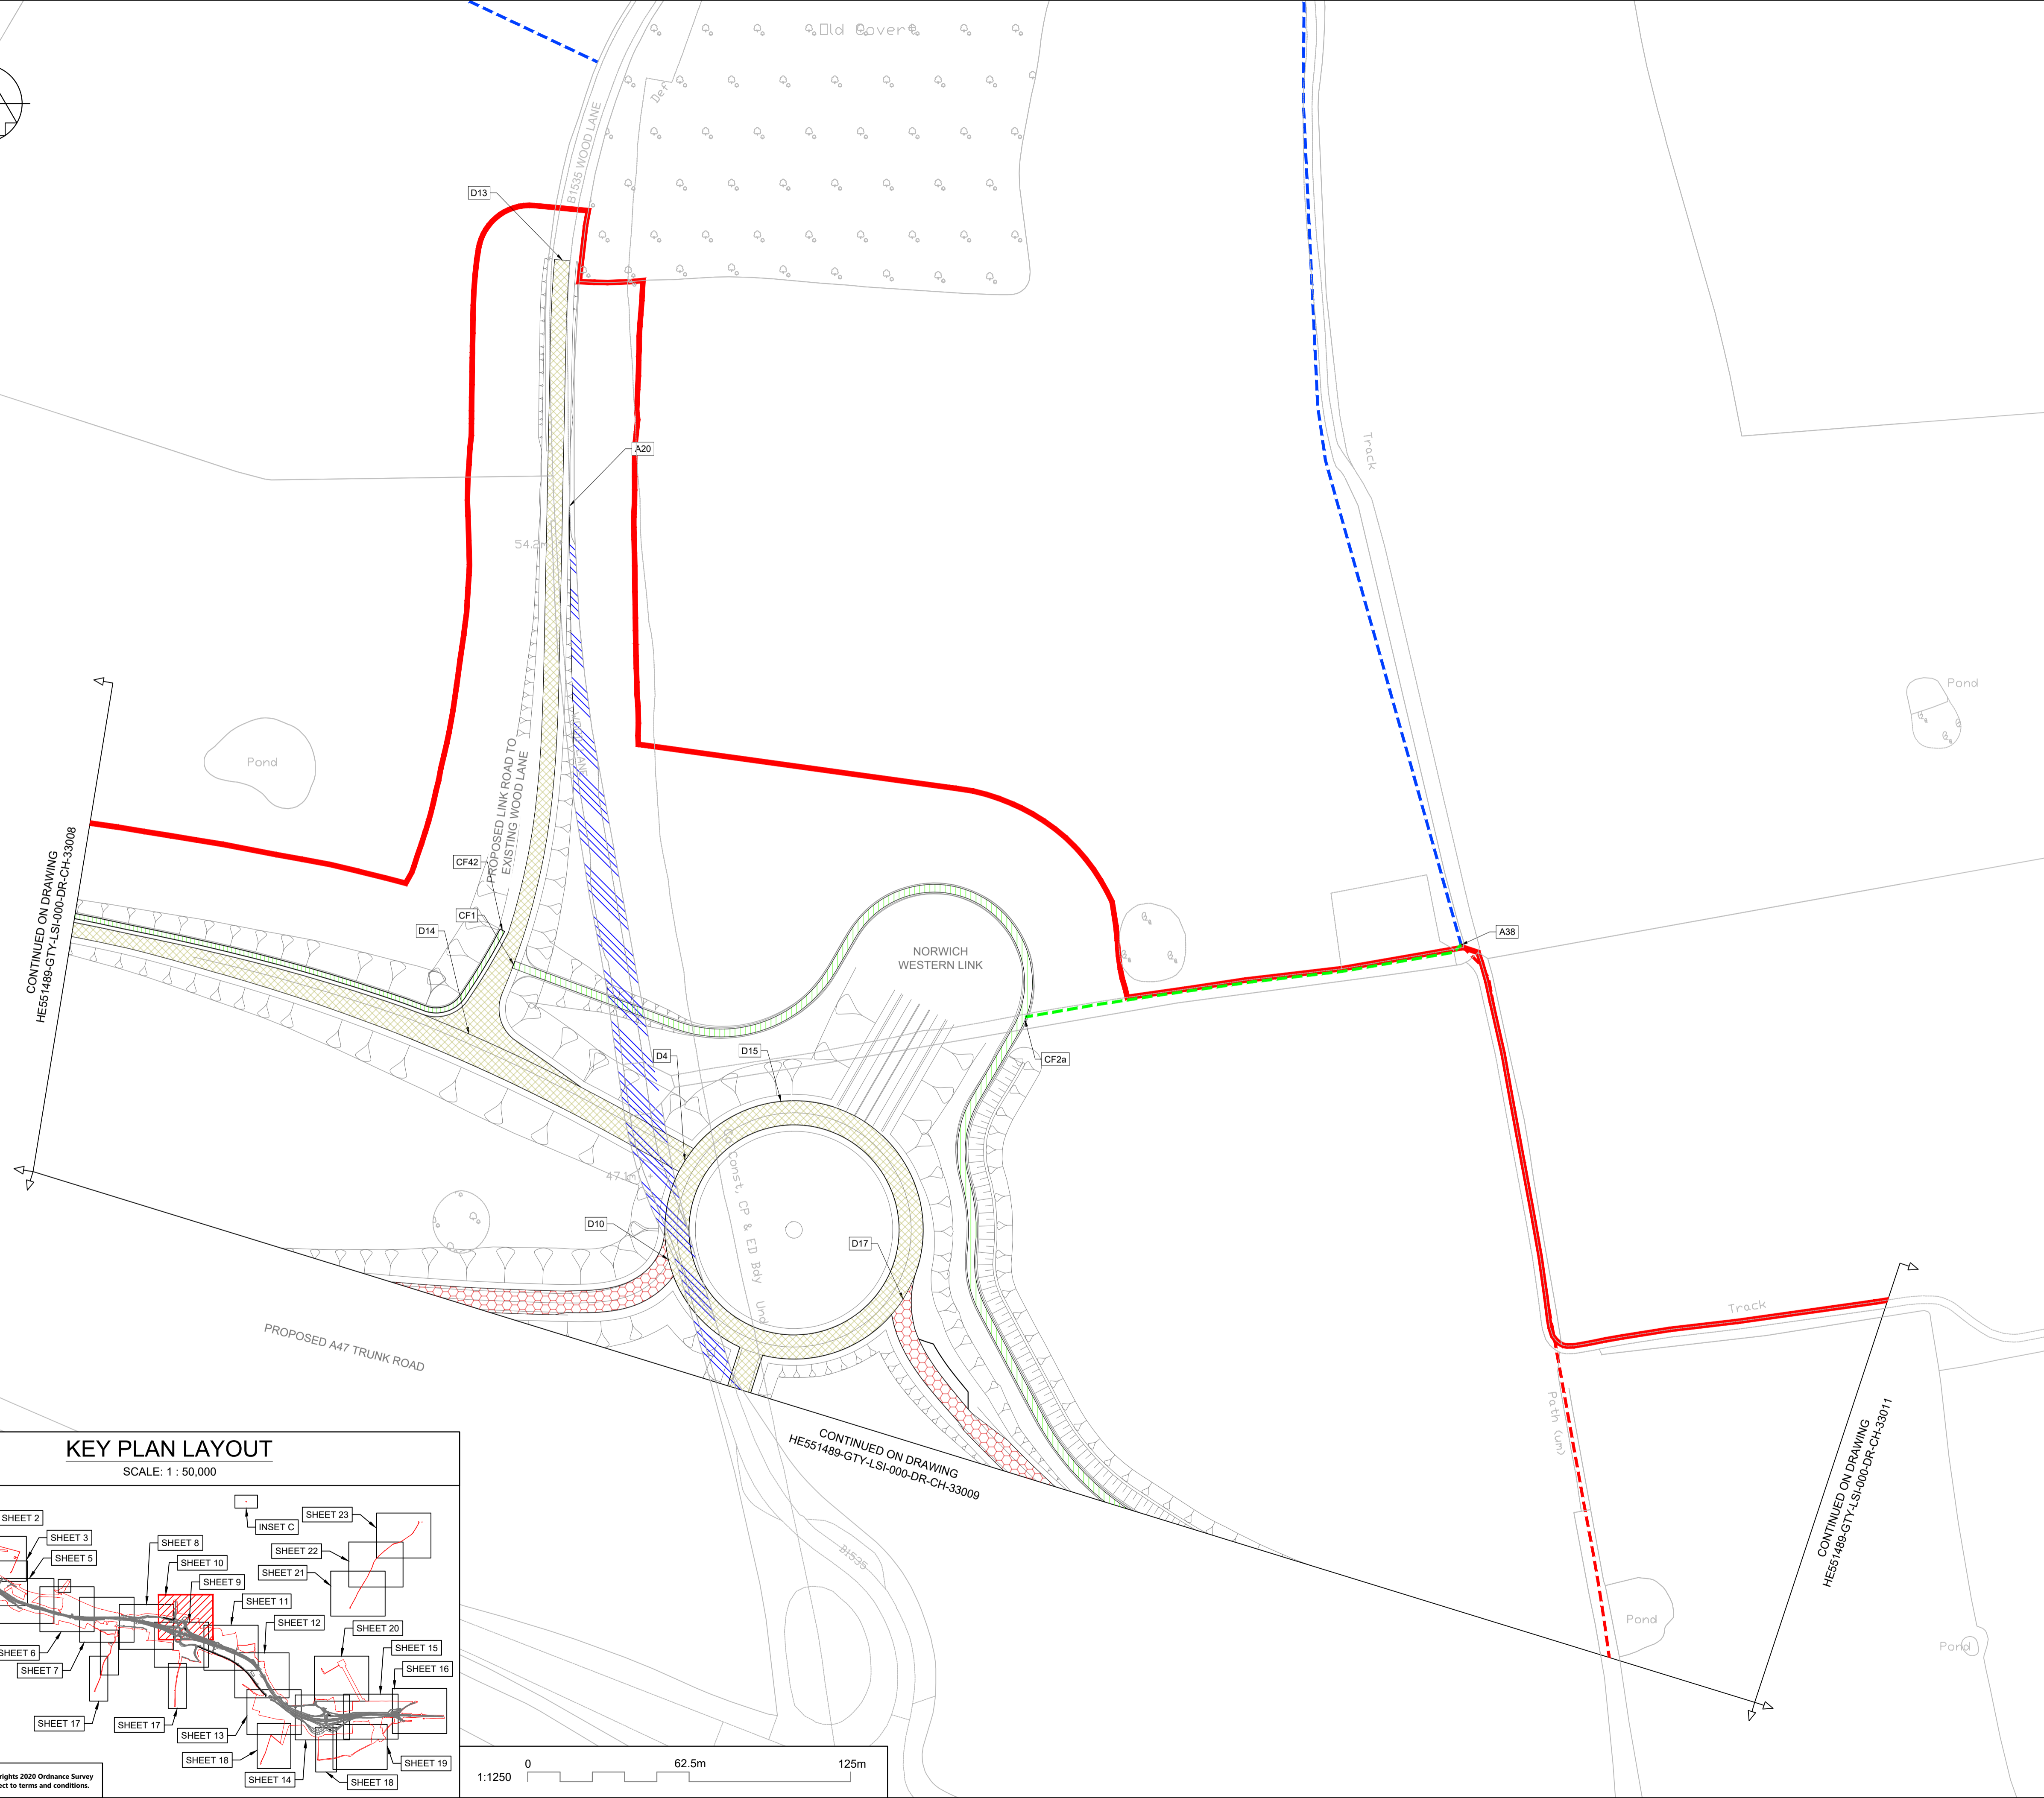 Old Covert
Def
B1535 WOOD LANE
D13
A20
Track
54.2m
Pond
Pond
PROPOSED LINK ROAD TO
EXISTING WOOD LANE
CF42
CF1
D14
CONTINUED ON DRAWING
HE551489-GTY-LSI-000-DR-CH-33008
NORWICH
WESTERN LINK
A38
D4
D15
CF2a
47.1m
Co Const, CP & ED Bdy
Und
D10
D17
Track
PROPOSED A47 TRUNK ROAD
Path (um)
CONTINUED ON DRAWING
HE551489-GTY-LSI-000-DR-CH-33009
CONTINUED ON DRAWING
HE551489-GTY-LSI-000-DR-CH-33011
B1535
Pond
Pond
KEY PLAN LAYOUT
SCALE: 1 : 50,000
SHEET 2
SHEET 3
SHEET 5
SHEET 6
SHEET 7
SHEET 8
SHEET 10
SHEET 9
SHEET 11
SHEET 12
INSET C
SHEET 23
SHEET 22
SHEET 21
SHEET 20
SHEET 15
SHEET 16
SHEET 17
SHEET 17
SHEET 13
SHEET 18
SHEET 14
SHEET 18
SHEET 19
rights 2020 Ordnance Survey
ect to terms and conditions.
1:1250
0 62.5m 125m